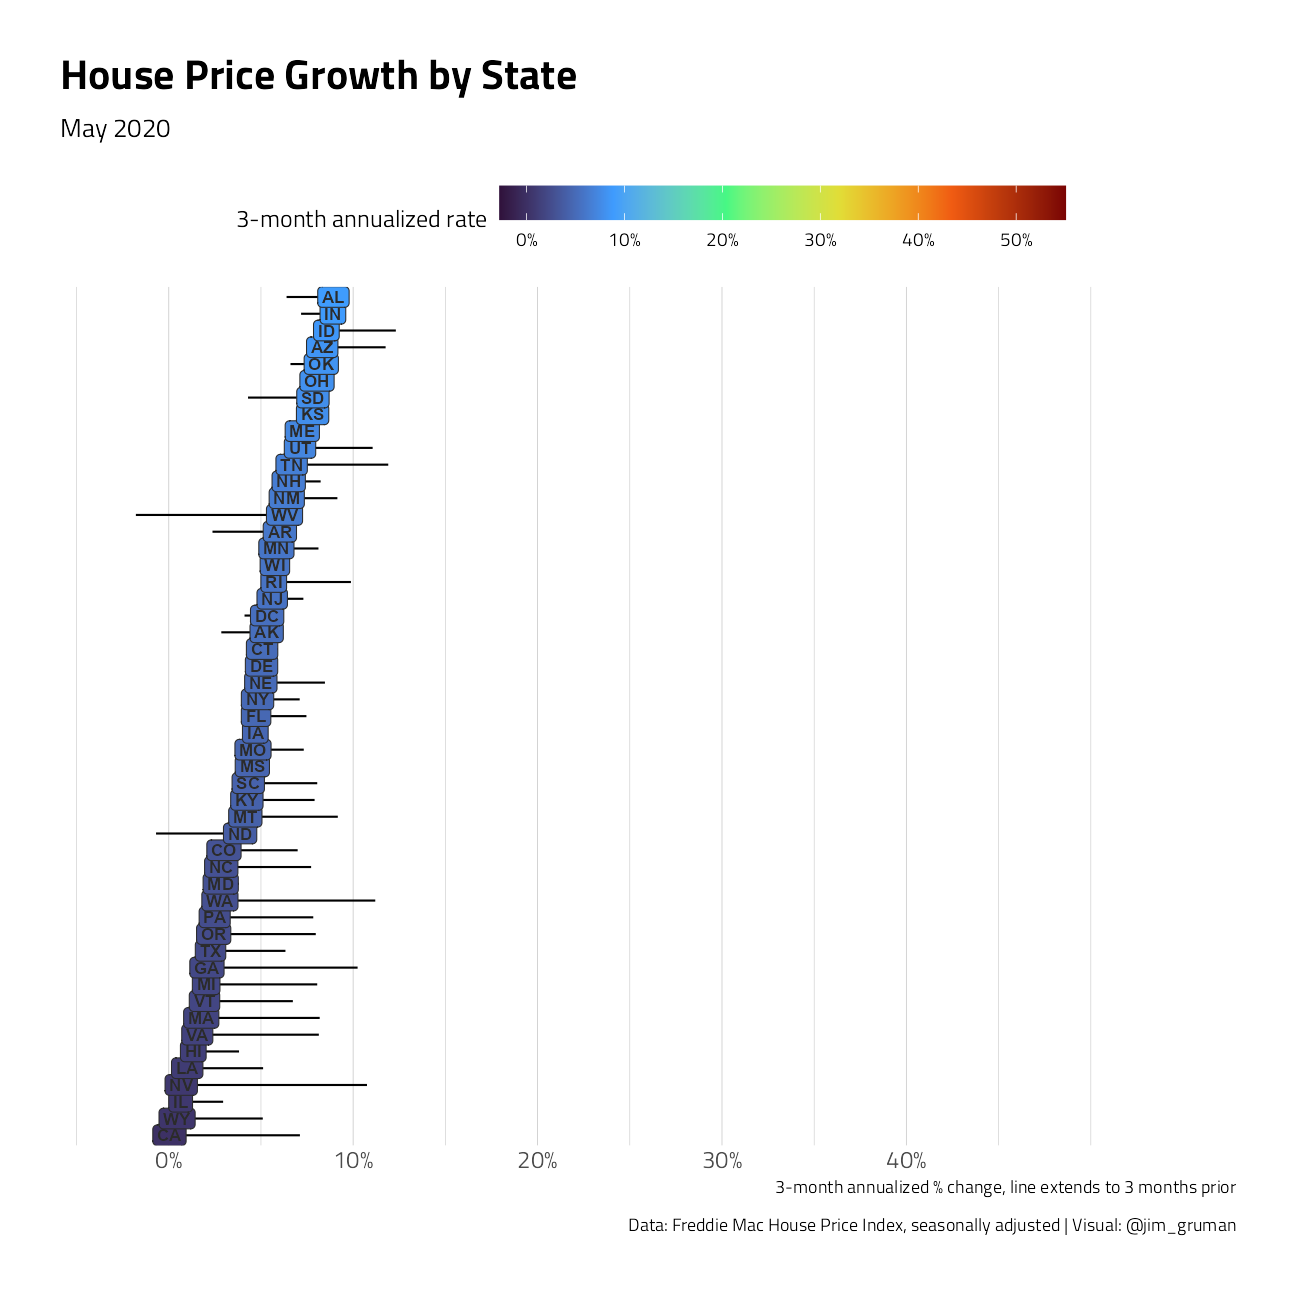 House Price Growth by State
May 2020
3-month annualized rate
0% 10% 20% 30% 40% 50%
AL
IN
ID
AZ
OK
OH
SD
KS
ME
UT
TN
NH
NM
WV
AR
MN
WI
RI
NJ
DC
AK
CT
DE
NE
NY
FL
IA
MO
MS
SC
KY
MT
ND
CO
NC
MD
WA
PA
OR
TX
GA
MI
VT
MA
VA
HI
LA
NV
IL
WY
CA
0% 10% 20% 30% 40%
3-month annualized % change, line extends to 3 months prior
Data: Freddie Mac House Price Index, seasonally adjusted | Visual: @jim_gruman